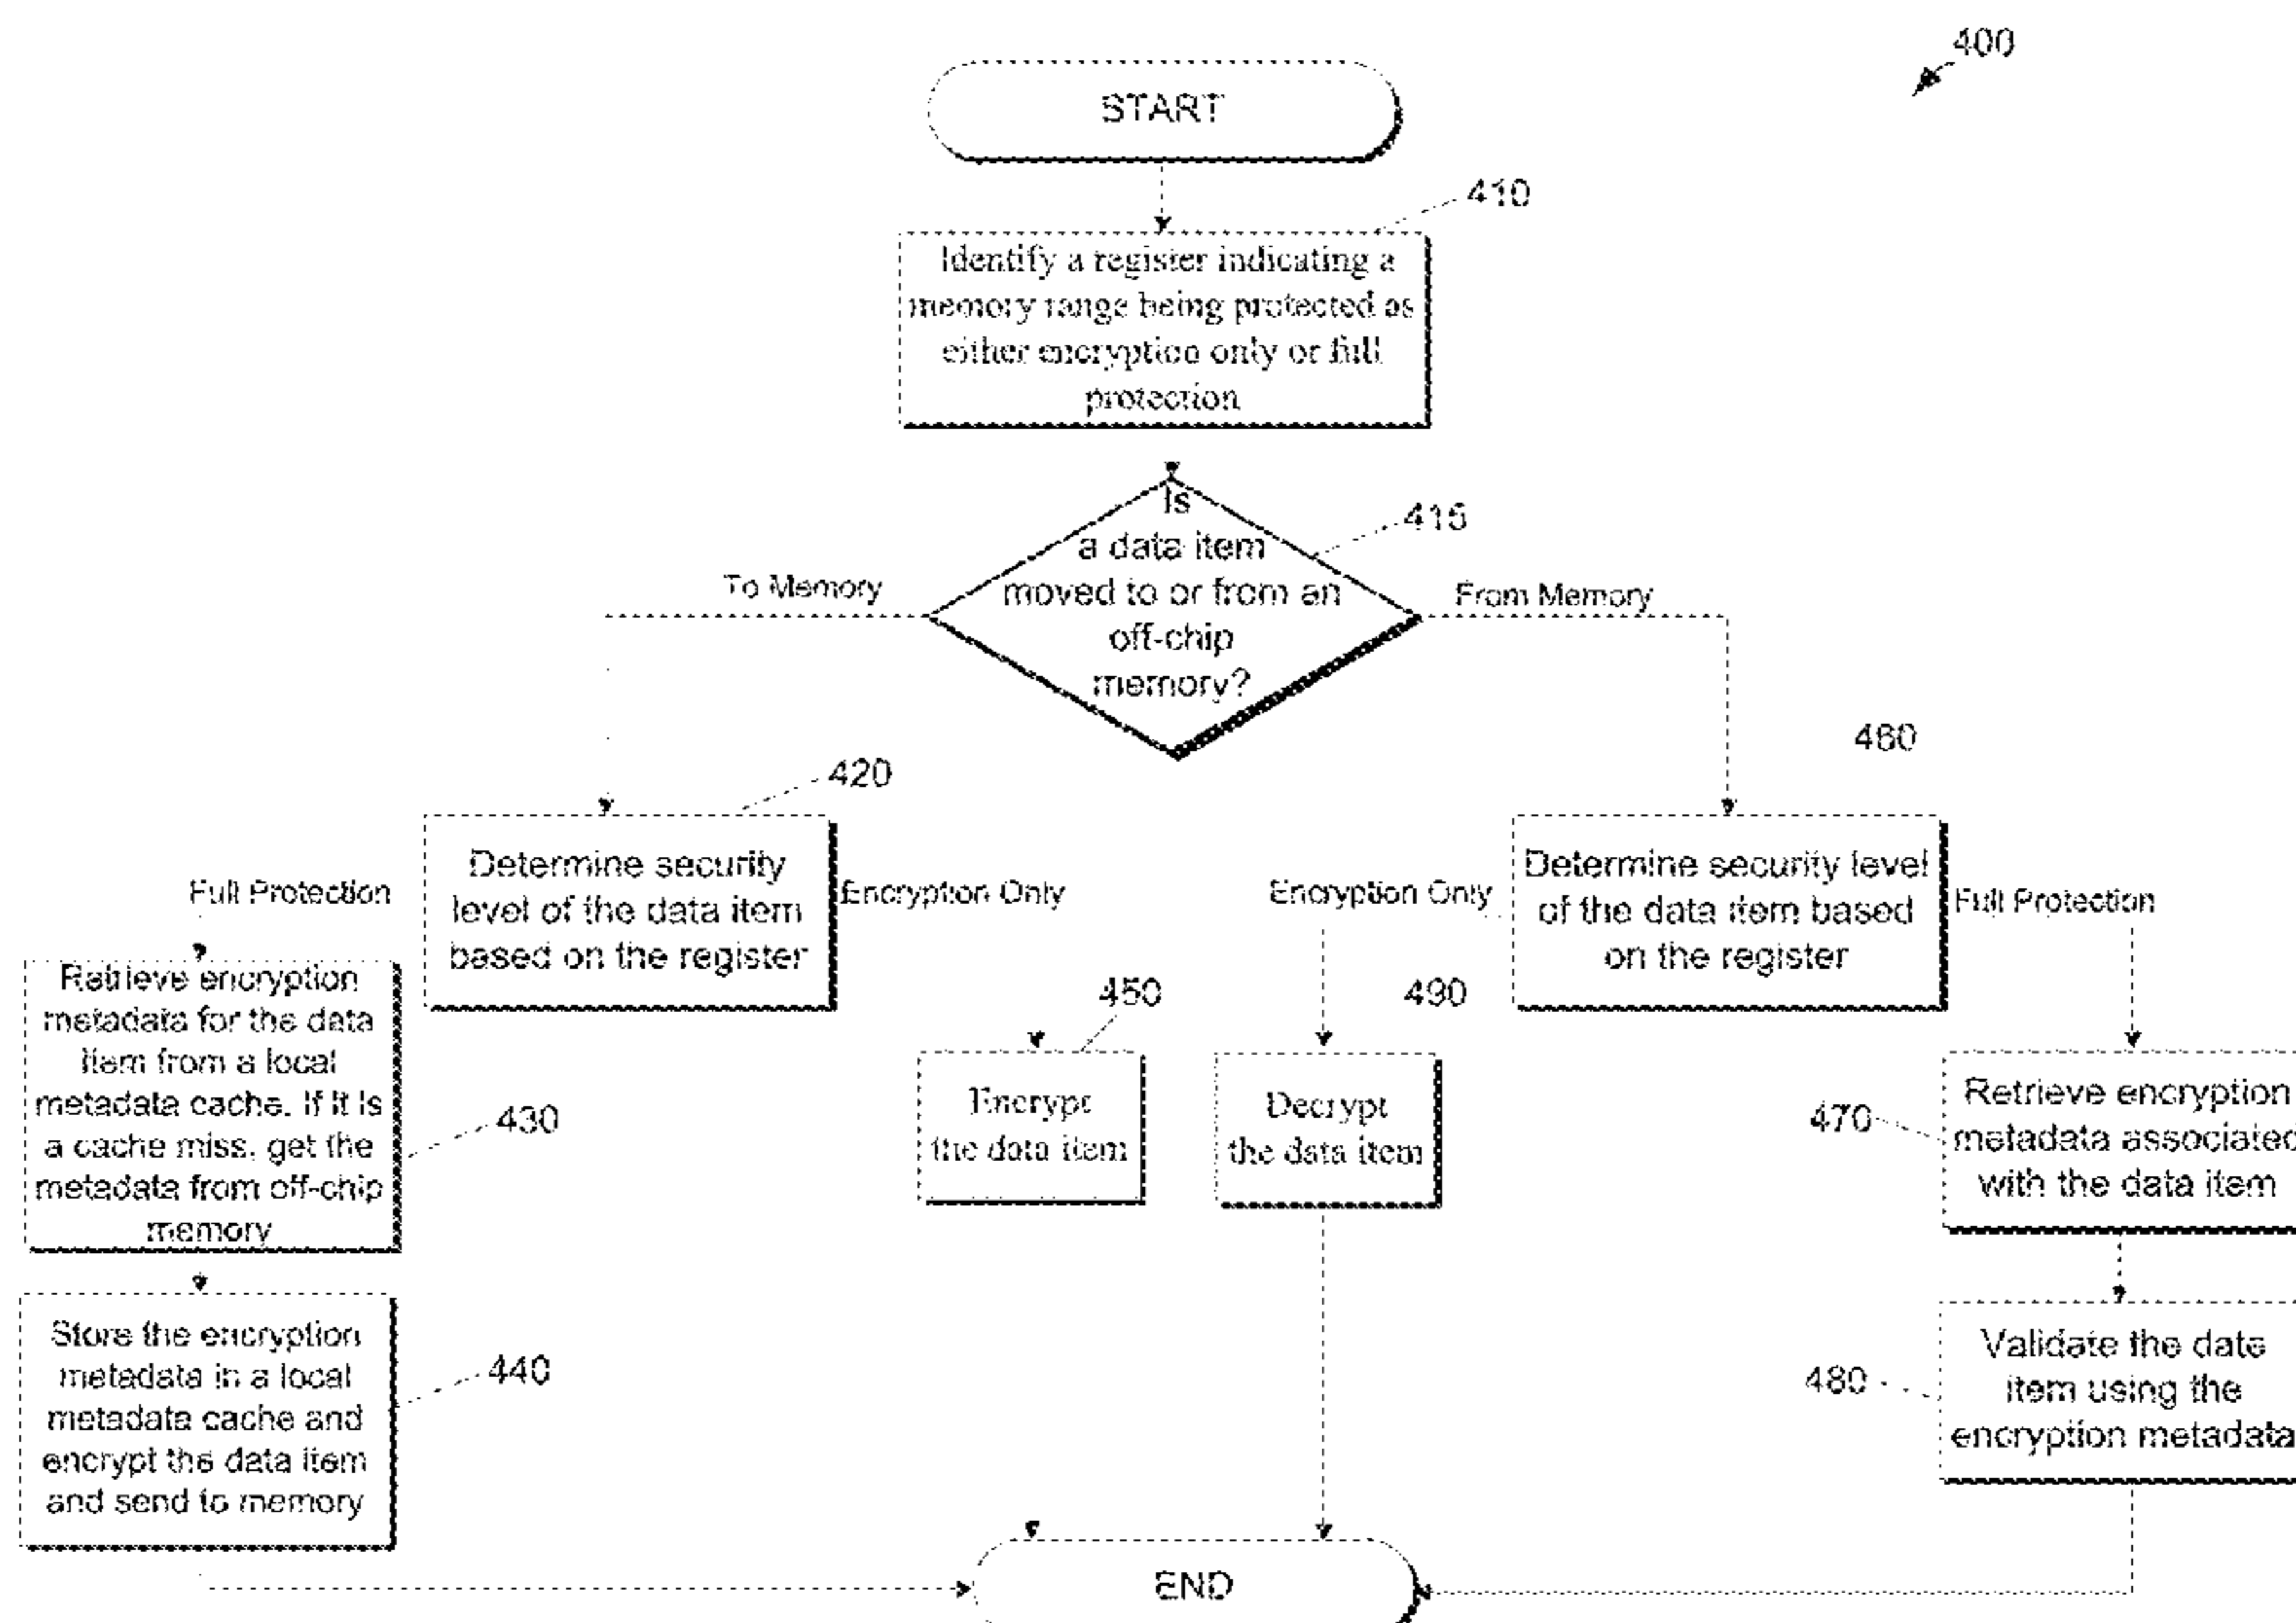 400
START
410
Identify a register indicating a
memory range being protected as
either encryption only or full
protection
415
Is
a data item
moved to or from an
off-chip
memory?
To Memory
From Memory
420
Determine security
level of the data item
based on the register
Full Protection
Encryption Only
460
Determine security level
of the data item based
on the register
Encryption Only
Full Protection
Retrieve encryption
metadata for the data
item from a local
metadata cache. If it is
a cache miss, get the
metadata from off-chip
memory
430
450
Encrypt
the data item
490
Decrypt
the data item
470
Retrieve encryption
metadata associated
with the data item
Store the encryption
metadata in a local
metadata cache and
encrypt the data item
and send to memory
440
480
Validate the date
item using the
encryption metadata
END